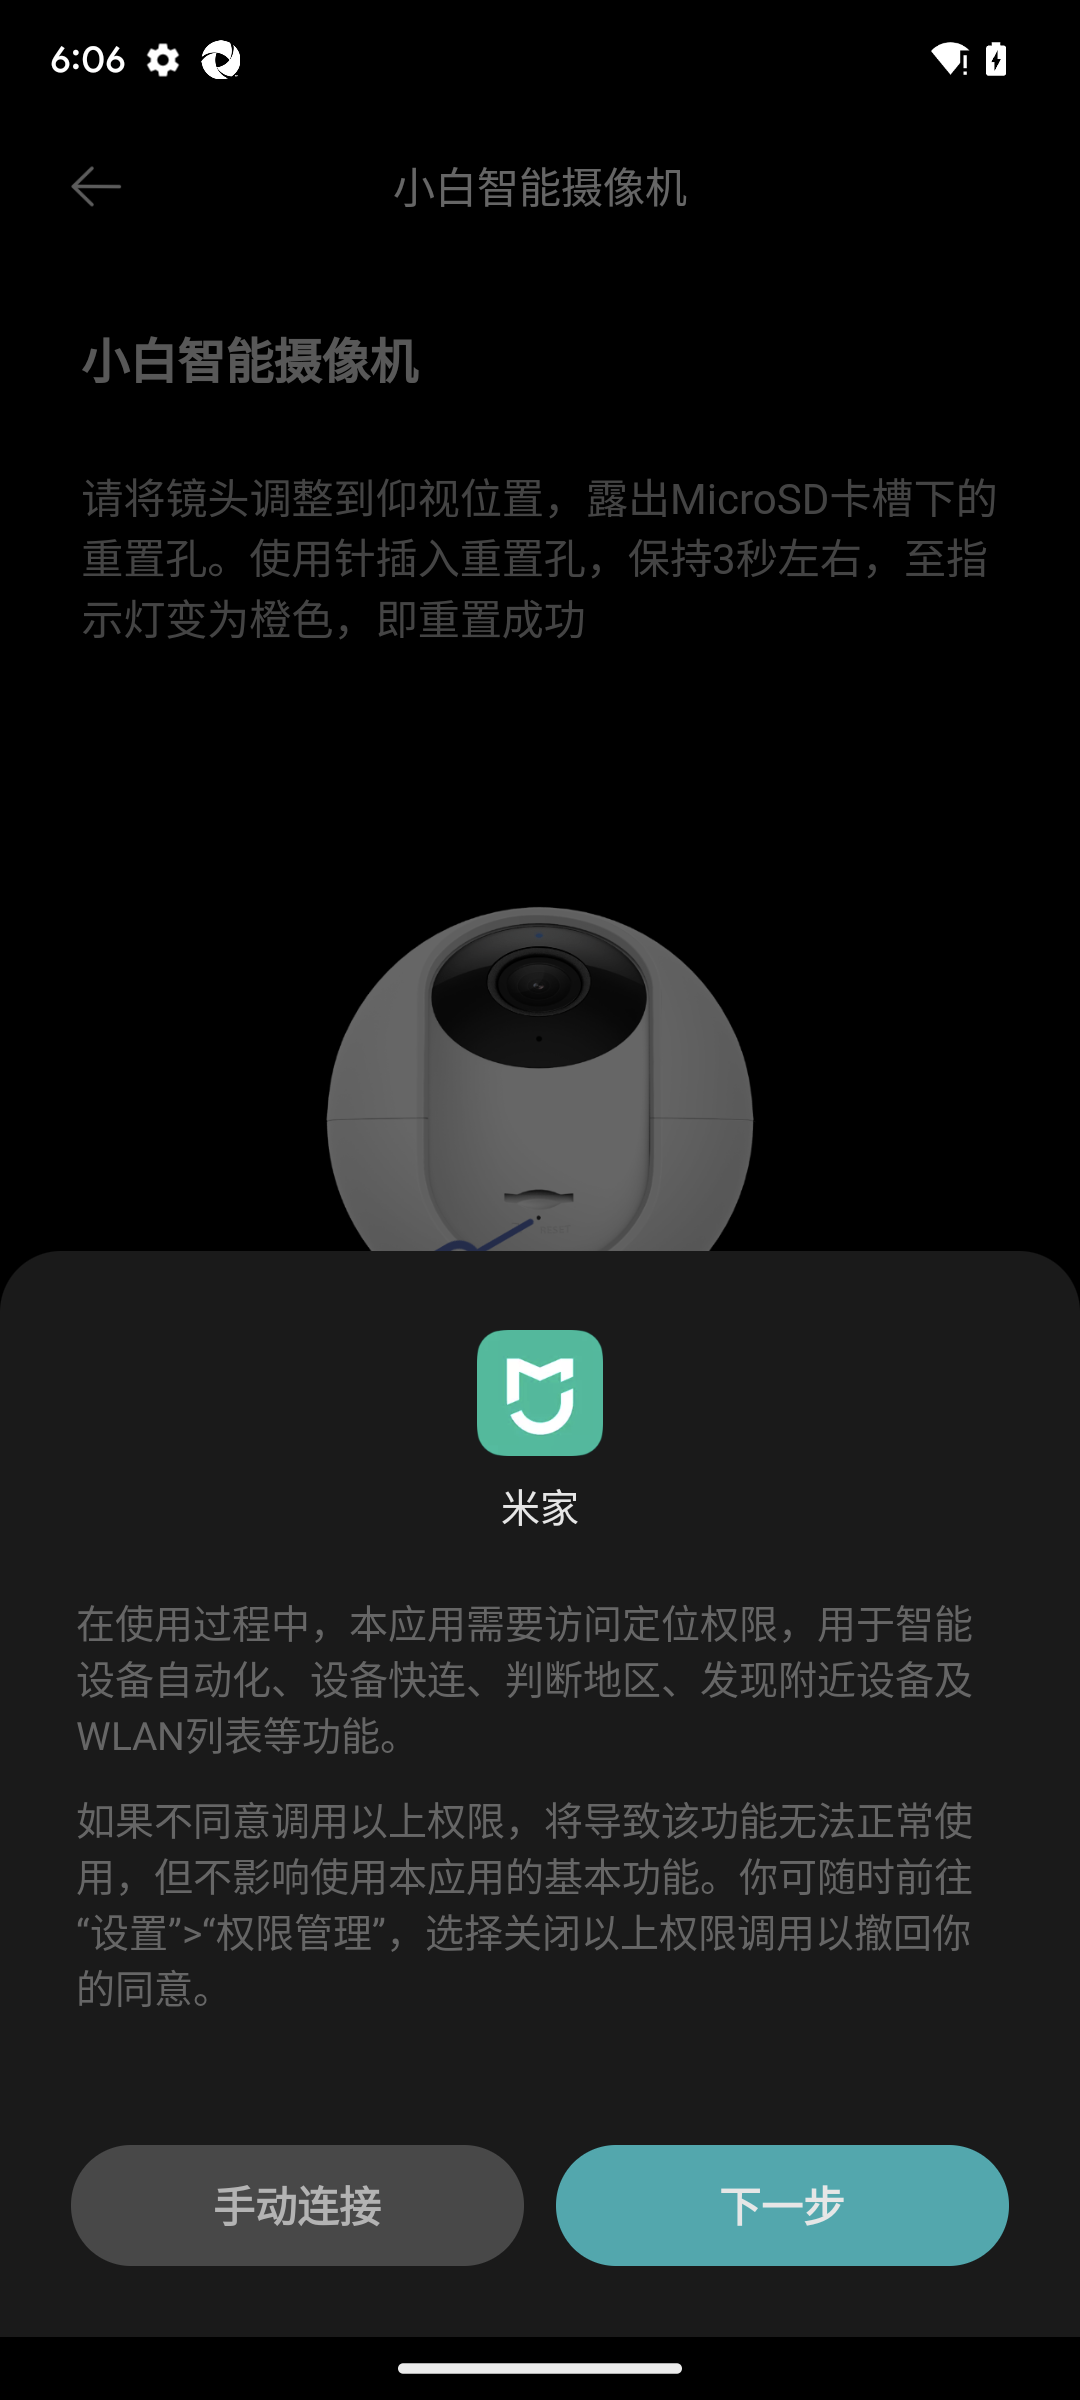 6:06
小白智能摄像机
小白智能摄像机
请将镜头调整到仰视位置，露出MicroSD卡槽下的
重置孔。使用针插入重置孔，保持3秒左右，至指
示灯变为橙色，即重置成功
RESET
米家
在使用过程中，本应用需要访问定位权限，用于智能
设备自动化、设备快连、判断地区、发现附近设备及
WLAN列表等功能。
如果不同意调用以上权限，将导致该功能无法正常使
用，但不影响使用本应用的基本功能。你可随时前往
“设置”>“权限管理”，选择关闭以上权限调用以撤回你
的同意。
手动连接
下一步